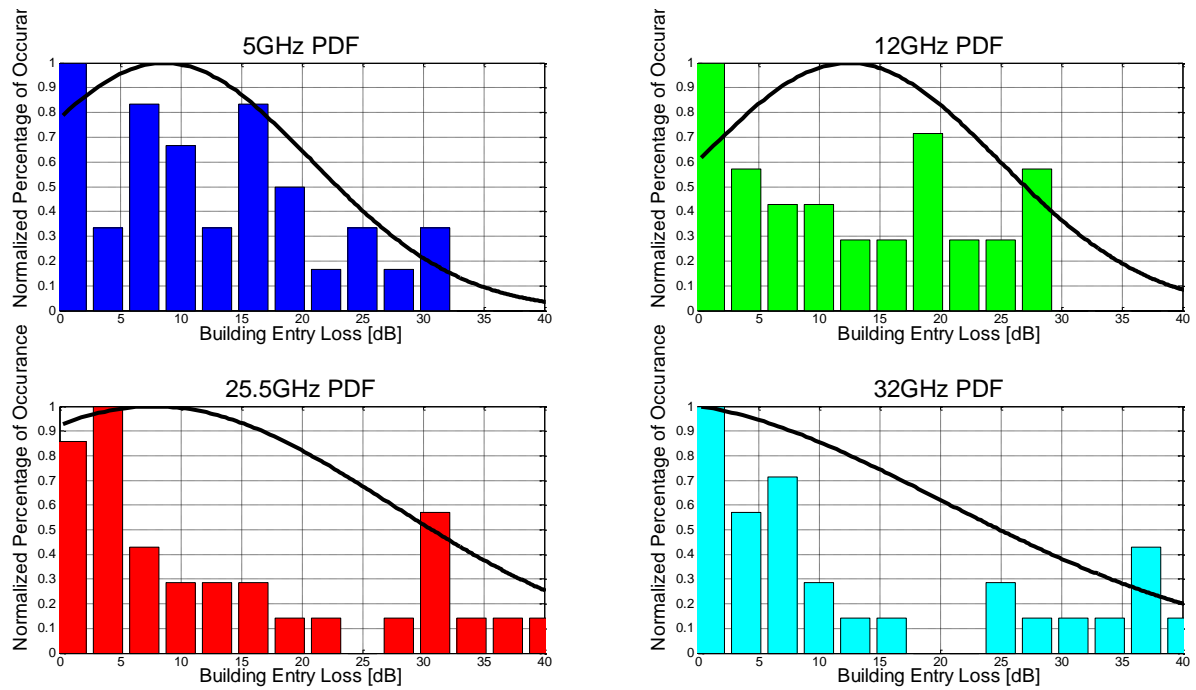 5GHz PDF
Normalized Percentage of Occurar
1
0.9
0.8
0.7
0.6
0.5
0.4
0.3
0.2
0.1
0
0 5 10 15 20 25 30 35 40
Building Entry Loss [dB]
12GHz PDF
Normalized Percentage of Occurar
1
0.9
0.8
0.7
0.6
0.5
0.4
0.3
0.2
0.1
0
0 5 10 15 20 25 30 35 40
Building Entry Loss [dB]
25.5GHz PDF
Normalized Percentage of Occurance
1
0.9
0.8
0.7
0.6
0.5
0.4
0.3
0.2
0.1
0
0 5 10 15 20 25 30 35 40
Building Entry Loss [dB]
32GHz PDF
Normalized Percentage of Occurance
1
0.9
0.8
0.7
0.6
0.5
0.4
0.3
0.2
0.1
0
0 5 10 15 20 25 30 35 40
Building Entry Loss [dB]